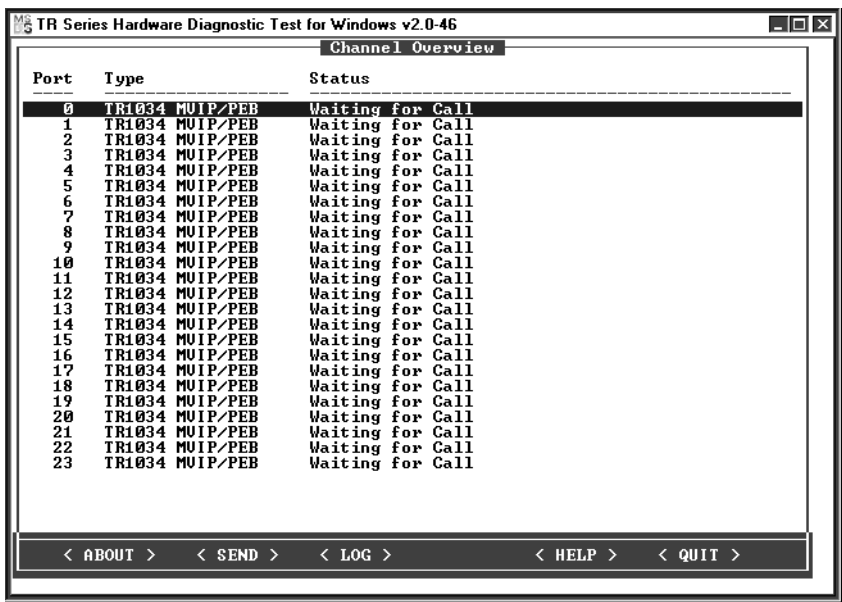 TR Series Hardware Diagnostic Test for Windows v2.0-46
Channel Overview
Port Type Status
0 TR1034 MVIP/PEB Waiting for Call
1 TR1034 MVIP/PEB Waiting for Call
2 TR1034 MVIP/PEB Waiting for Call
3 TR1034 MVIP/PEB Waiting for Call
4 TR1034 MVIP/PEB Waiting for Call
5 TR1034 MVIP/PEB Waiting for Call
6 TR1034 MVIP/PEB Waiting for Call
7 TR1034 MVIP/PEB Waiting for Call
8 TR1034 MVIP/PEB Waiting for Call
9 TR1034 MVIP/PEB Waiting for Call
10 TR1034 MVIP/PEB Waiting for Call
11 TR1034 MVIP/PEB Waiting for Call
12 TR1034 MVIP/PEB Waiting for Call
13 TR1034 MVIP/PEB Waiting for Call
14 TR1034 MVIP/PEB Waiting for Call
15 TR1034 MVIP/PEB Waiting for Call
16 TR1034 MVIP/PEB Waiting for Call
17 TR1034 MVIP/PEB Waiting for Call
18 TR1034 MVIP/PEB Waiting for Call
19 TR1034 MVIP/PEB Waiting for Call
20 TR1034 MVIP/PEB Waiting for Call
21 TR1034 MVIP/PEB Waiting for Call
22 TR1034 MVIP/PEB Waiting for Call
23 TR1034 MVIP/PEB Waiting for Call
< ABOUT > < SEND > < LOG > < HELP > < QUIT >